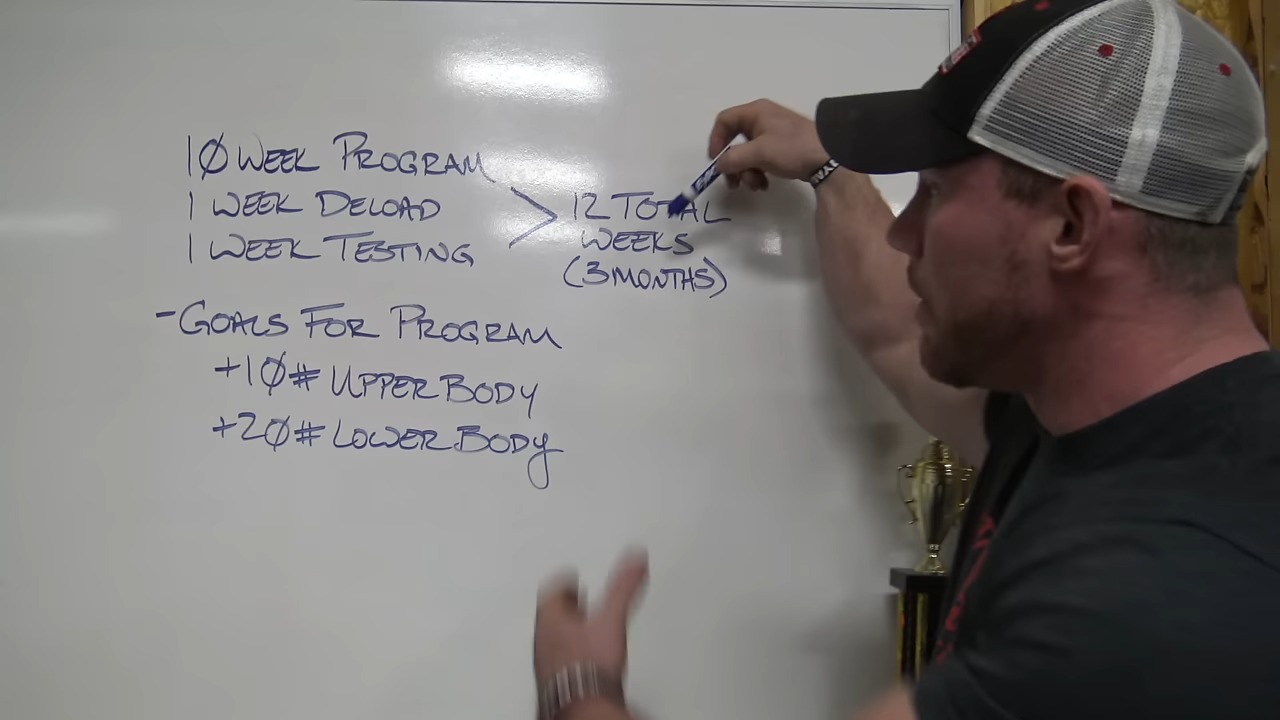 10 WEEK PROGRAM
1 WEEK DELOAD
1 WEEK TESTING
> 12 TOTAL
WEEKS
(3 MONTHS)
- GOALS FOR PROGRAM
+10# UPPER BODY
+20# LOWER BODY